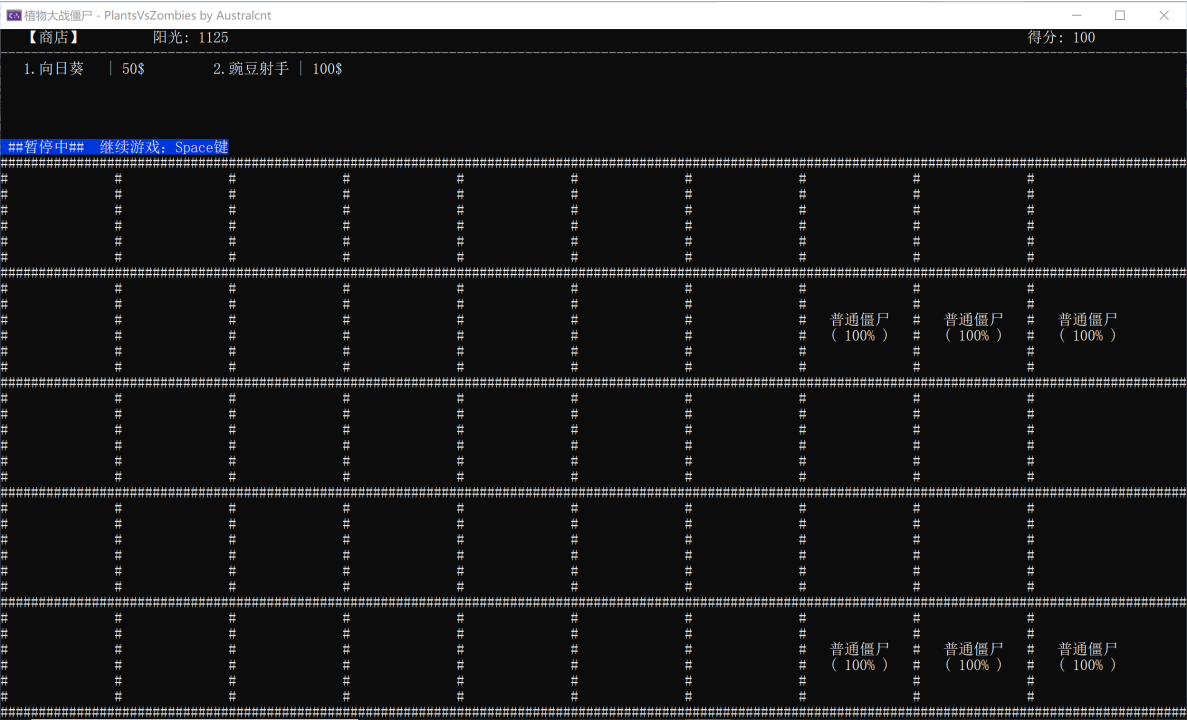 植物大战僵尸 - PlantsVsZombies by Australcnt
【商店】 阳光: 1125 得分: 100
1.向日葵 | 50$ 2.豌豆射手 | 100$
##暂停中## 继续游戏: Space键
普通僵尸 # 普通僵尸 # 普通僵尸
( 100% ) # ( 100% ) # ( 100% )
普通僵尸 # 普通僵尸 # 普通僵尸
( 100% ) # ( 100% ) # ( 100% )